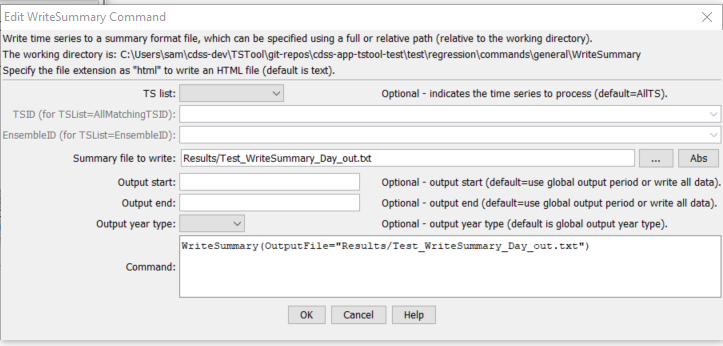 Edit WriteSummary Command
Write time series to a summary format file, which can be specified using a full or relative path (relative to the working directory).
The working directory is: C:\Users\sam\cdss-dev\TSTool\git-repos\cdss-app-tstool-test\test\regression\commands\general\WriteSummary
Specify the file extension as "html" to write an HTML file (default is text).
TS list: Optional - indicates the time series to process (default=AllTS).
TSID (for TSList=AllMatchingTSID):
EnsembleID (for TSList=EnsembleID):
Summary file to write: Results/Test_WriteSummary_Day_out.txt ... Abs
Output start: Optional - output start (default=use global output period or write all data).
Output end: Optional - output end (default=use global output period or write all data).
Output year type: Optional - output year type (default is global output year type).
WriteSummary(OutputFile="Results/Test_WriteSummary_Day_out.txt")
Command:
OK Cancel Help